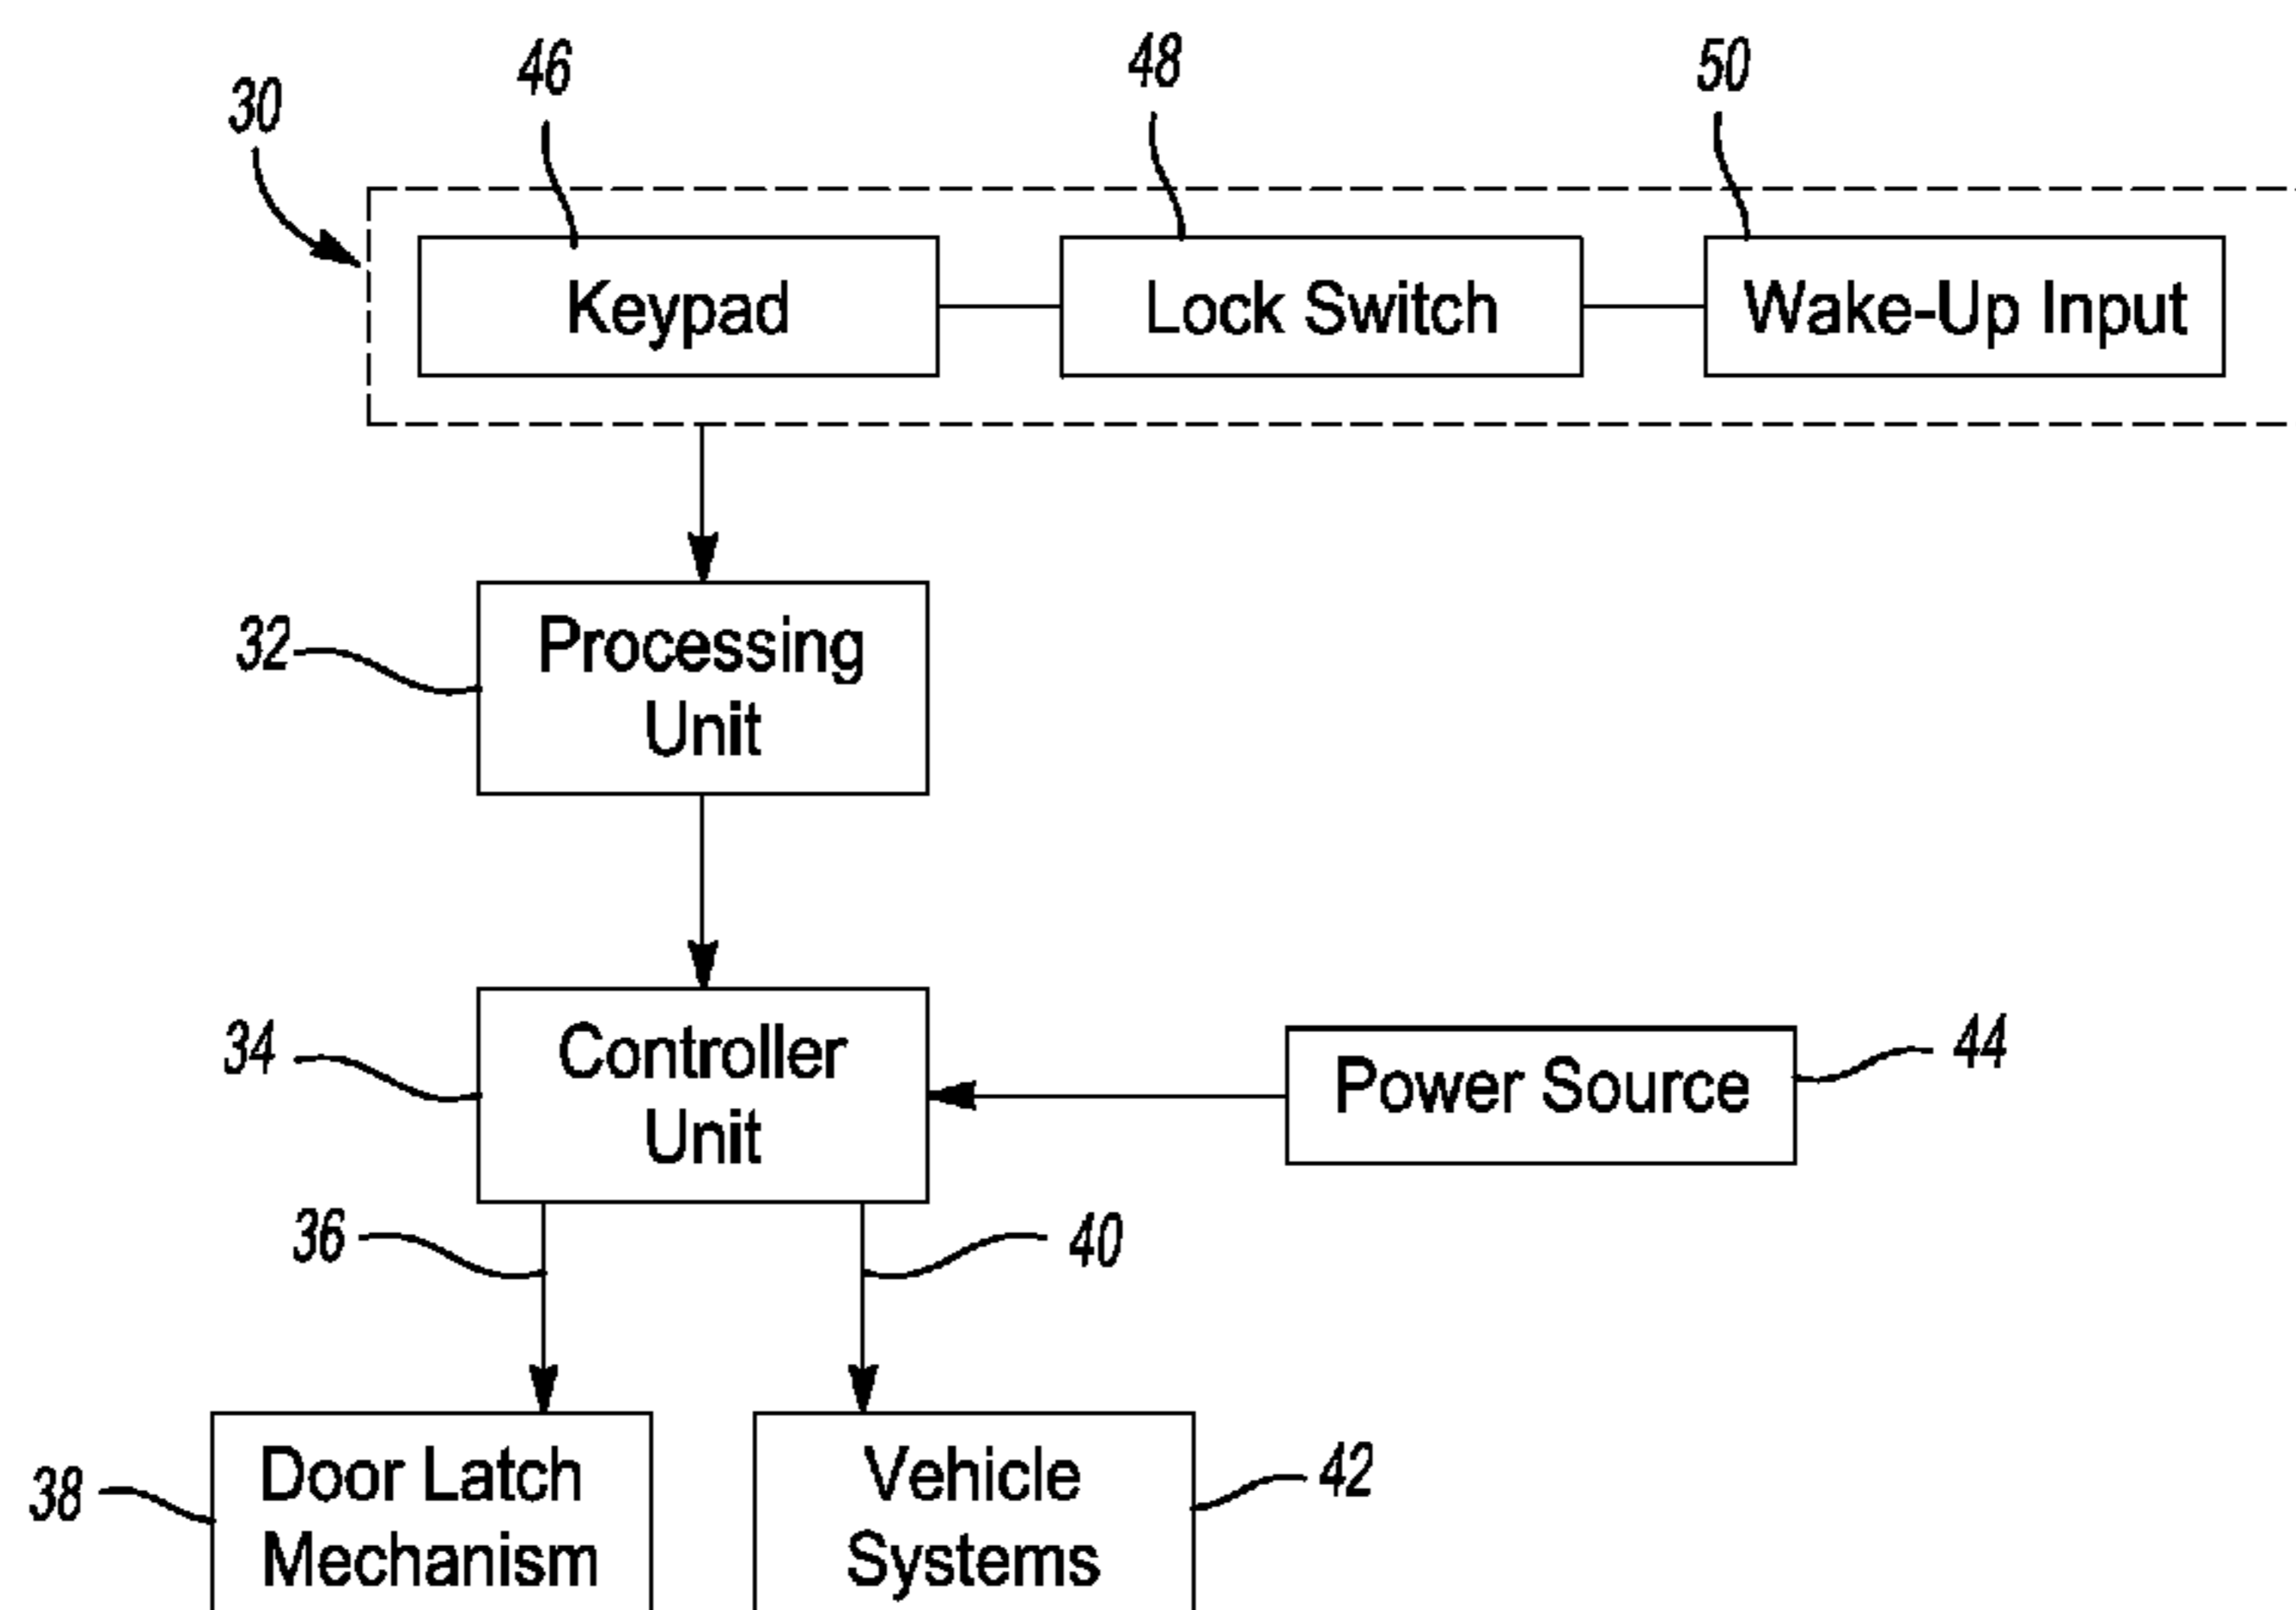 46
48
50
30
Keypad
Lock Switch
Wake-Up Input
32
Processing
Unit
34
Controller
Unit
Power Source
44
36
40
38
Door Latch
Mechanism
Vehicle
Systems
42